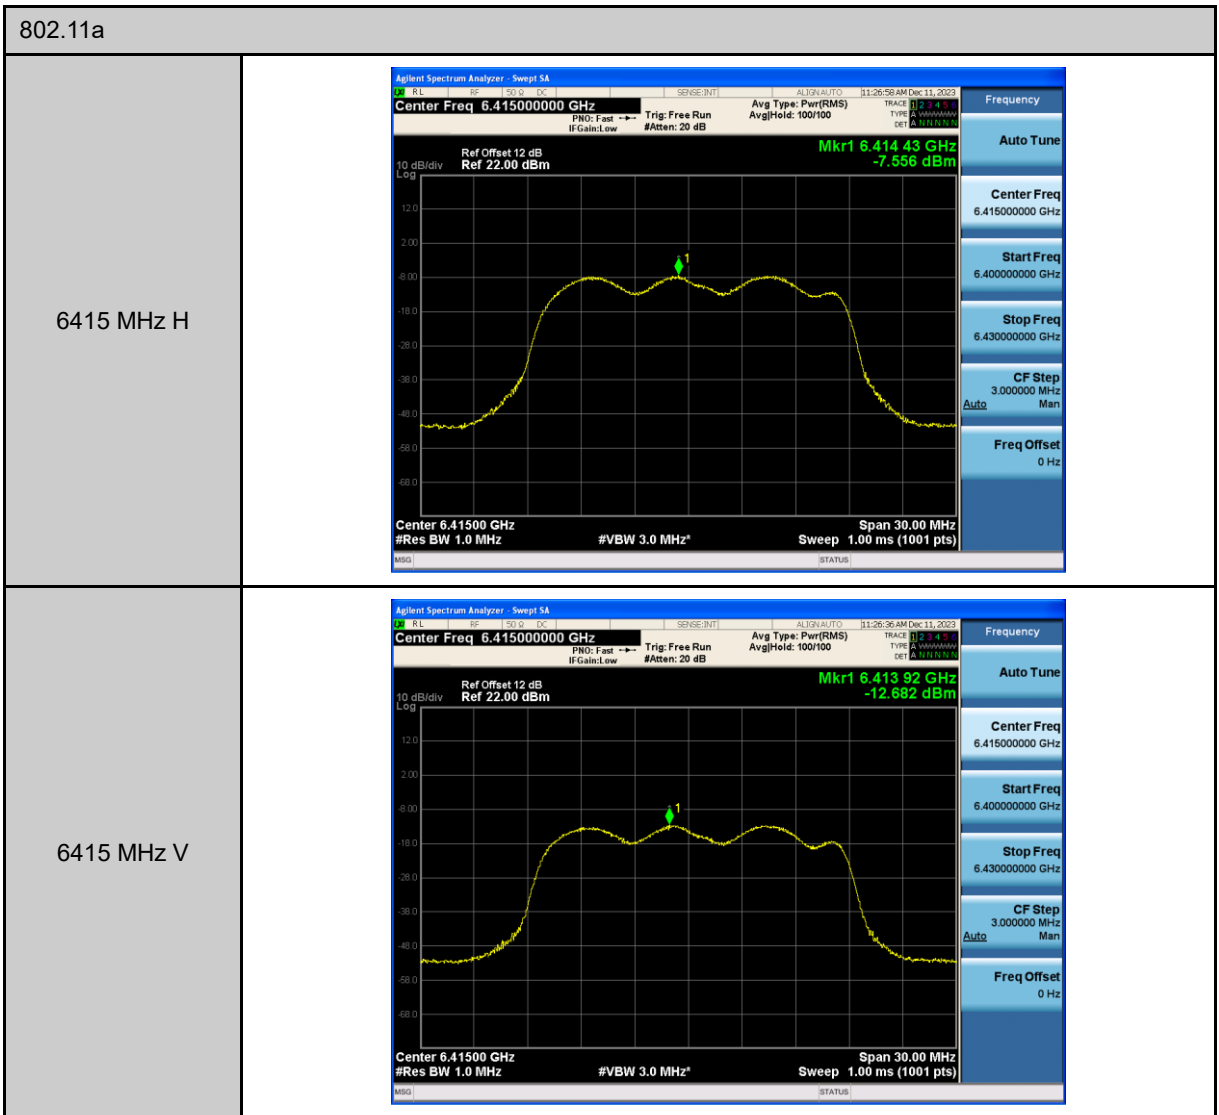 802.11a
6415 MHz H
Agilent Spectrum Analyzer - Swept SA
RL RF 50 Ω DC SENSE:INT ALIGNAUTO 11:26:58 AM Dec 11, 2023
Center Freq 6.415000000 GHz
PNO: Fast
IFGain:Low
Trig: Free Run
#Atten: 20 dB
Avg Type: Pwr(RMS)
Avg|Hold: 100/100
TRACE 1 2 3 4 5 6
TYPE A WWWWW
DET A N N N N N
Mkr1 6.414 43 GHz
-7.556 dBm
Ref Offset 12 dB
10 dB/div Ref 22.00 dBm
Log
12.0
2.00
1
-8.00
-18.0
-28.0
-38.0
-48.0
-58.0
-68.0
Center 6.41500 GHz Span 30.00 MHz
#Res BW 1.0 MHz #VBW 3.0 MHz* Sweep 1.00 ms (1001 pts)
MSG STATUS
Frequency
Auto Tune
Center Freq
6.415000000 GHz
Start Freq
6.400000000 GHz
Stop Freq
6.430000000 GHz
CF Step
3.000000 MHz
Auto Man
Freq Offset
0 Hz
6415 MHz V
Agilent Spectrum Analyzer - Swept SA
RL RF 50 Ω DC SENSE:INT ALIGNAUTO 11:26:36 AM Dec 11, 2023
Center Freq 6.415000000 GHz
PNO: Fast
IFGain:Low
Trig: Free Run
#Atten: 20 dB
Avg Type: Pwr(RMS)
Avg|Hold: 100/100
TRACE 1 2 3 4 5 6
TYPE A WWWWW
DET A N N N N N
Mkr1 6.413 92 GHz
-12.682 dBm
Ref Offset 12 dB
10 dB/div Ref 22.00 dBm
Log
12.0
2.00
-8.00
1
-18.0
-28.0
-38.0
-48.0
-58.0
-68.0
Center 6.41500 GHz Span 30.00 MHz
#Res BW 1.0 MHz #VBW 3.0 MHz* Sweep 1.00 ms (1001 pts)
MSG STATUS
Frequency
Auto Tune
Center Freq
6.415000000 GHz
Start Freq
6.400000000 GHz
Stop Freq
6.430000000 GHz
CF Step
3.000000 MHz
Auto Man
Freq Offset
0 Hz